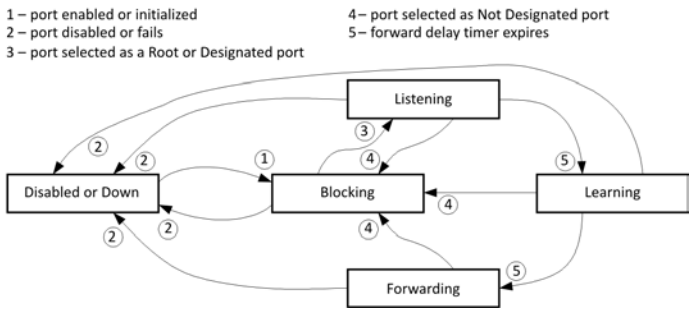 1 – port enabled or initialized
2 – port disabled or fails
3 – port selected as a Root or Designated port
4 – port selected as Not Designated port
5 – forward delay timer expires
Listening
2
2
3
4
1
5
Disabled or Down
Blocking
Learning
4
2
4
2
5
Forwarding